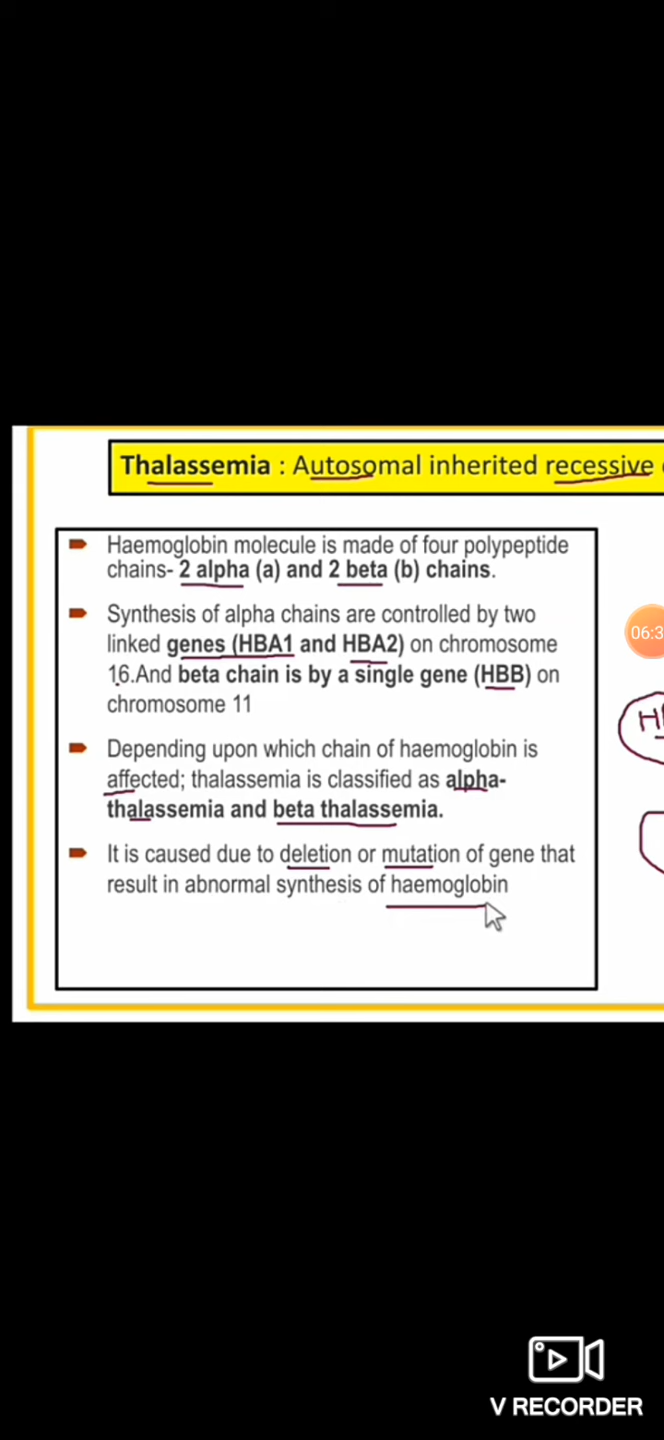 Thalassemia : Autosomal inherited recessive
Haemoglobin molecule is made of four polypeptide
chains- 2 alpha (a) and 2 beta (b) chains.
Synthesis of alpha chains are controlled by two
linked genes (HBA1 and HBA2) on chromosome
16.And beta chain is by a single gene (HBB) on
chromosome 11
Depending upon which chain of haemoglobin is
affected; thalassemia is classified as alpha-
thalassemia and beta thalassemia.
It is caused due to deletion or mutation of gene that
result in abnormal synthesis of haemoglobin
06:3
H
V RECORDER